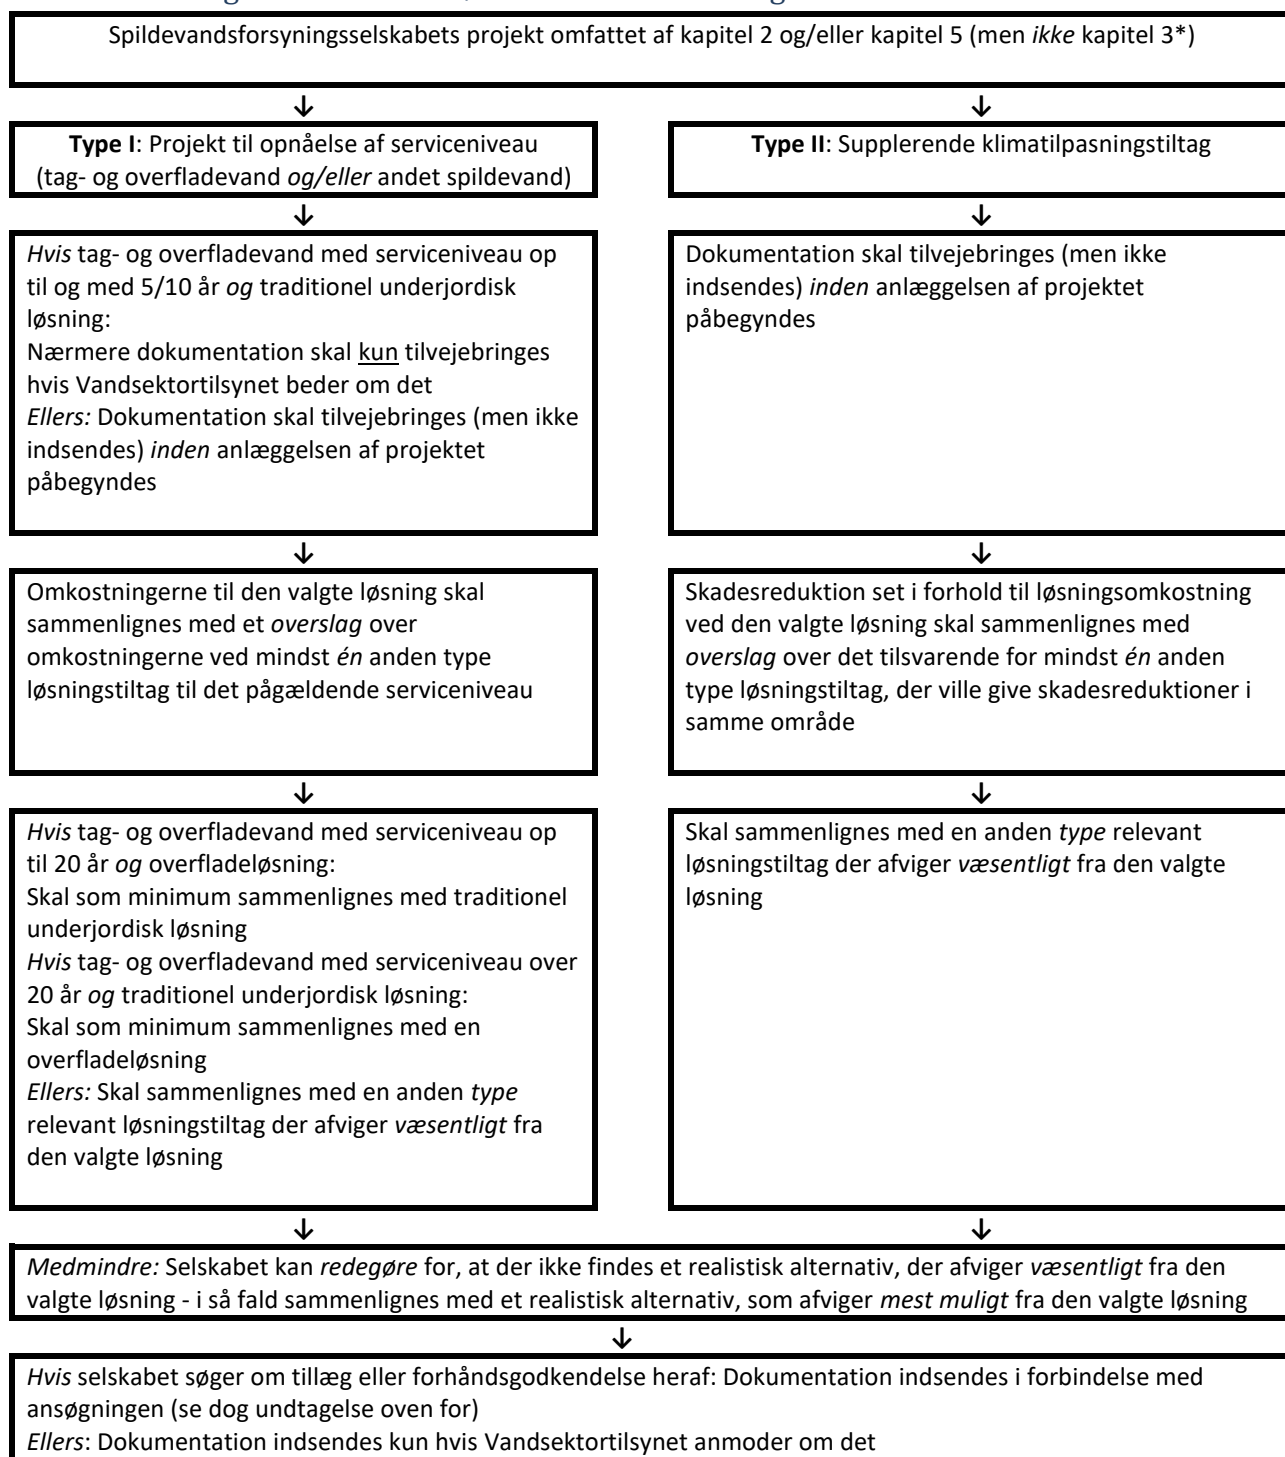 Spildevandsforsyningsselskabets projekt omfattet af kapitel 2 og/eller kapitel 5 (men ikke kapitel 3*)
↓
↓
Type I: Projekt til opnåelse af serviceniveau
(tag- og overfladevand og/eller andet spildevand)
Type II: Supplerende klimatilpasningstiltag
↓
↓
Hvis tag- og overfladevand med serviceniveau op
til og med 5/10 år og traditionel underjordisk
løsning:
Nærmere dokumentation skal kun tilvejebringes
hvis Vandsektortilsynet beder om det
Ellers: Dokumentation skal tilvejebringes (men ikke
indsendes) inden anlæggelsen af projektet
påbegyndes
Dokumentation skal tilvejebringes (men ikke
indsendes) inden anlæggelsen af projektet
påbegyndes
↓
↓
Omkostningerne til den valgte løsning skal
sammenlignes med et overslag over
omkostningerne ved mindst én anden type
løsningstiltag til det pågældende serviceniveau
Skadesreduktion set i forhold til løsningsomkostning
ved den valgte løsning skal sammenlignes med
overslag over det tilsvarende for mindst én anden
type løsningstiltag, der ville give skadesreduktioner i
samme område
↓
↓
Hvis tag- og overfladevand med serviceniveau op
til 20 år og overfladeløsning:
Skal som minimum sammenlignes med traditionel
underjordisk løsning
Hvis tag- og overfladevand med serviceniveau over
20 år og traditionel underjordisk løsning:
Skal som minimum sammenlignes med en
overfladeløsning
Ellers: Skal sammenlignes med en anden type
relevant løsningstiltag der afviger væsentligt fra
den valgte løsning
Skal sammenlignes med en anden type relevant
løsningstiltag der afviger væsentligt fra den valgte
løsning
↓
↓
Medmindre: Selskabet kan redegøre for, at der ikke findes et realistisk alternativ, der afviger væsentligt fra den
valgte løsning - i så fald sammenlignes med et realistisk alternativ, som afviger mest muligt fra den valgte løsning
↓
Hvis selskabet søger om tillæg eller forhåndsgodkendelse heraf: Dokumentation indsendes i forbindelse med
ansøgningen (se dog undtagelse oven for)
Ellers: Dokumentation indsendes kun hvis Vandsektortilsynet anmoder om det